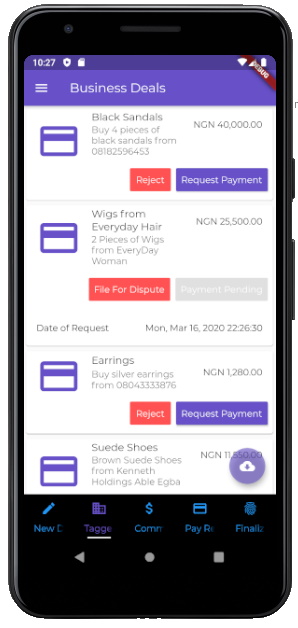 10:27
DEBUG
Business Deals
Black Sandals
NGN 40,000.00
Buy 4 pieces of
black sandals from
08182596453
Reject
Request Payment
Wigs from
Everyday Hair
NGN 25,500.00
2 Pieces of Wigs
from EveryDay
Woman
File For Dispute
Payment Pending
Date of Request
Mon, Mar 16, 2020 22:26:30
Earrings
NGN 1,280.00
Buy silver earrings
from 08043333876
Reject
Request Payment
Suede Shoes
NGN 11,550.00
Brown Suede Shoes
from Kenneth
Holdings Able Egba
New D
Tagge
Comm
Pay Re
Finaliz